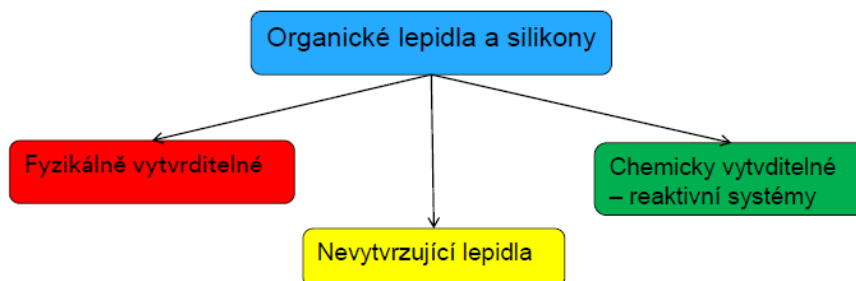 Organické lepidla a silikony
Fyzikálně vytvrditelné
Chemicky vytvditelné
– reaktivní systémy
Nevytvrzující lepidla